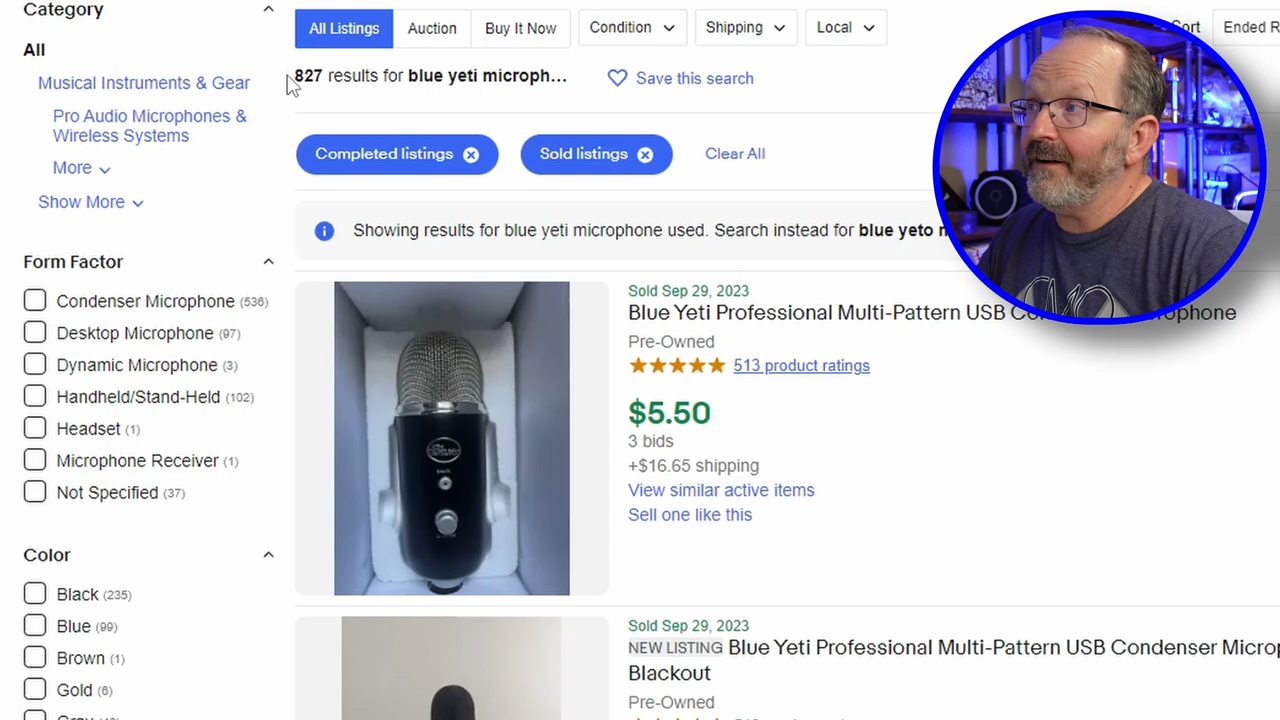 Category
All
Musical Instruments & Gear
Pro Audio Microphones &
Wireless Systems
More
Show More
Form Factor
Condenser Microphone (536)
Desktop Microphone (97)
Dynamic Microphone (3)
Handheld/Stand-Held (102)
Headset (1)
Microphone Receiver (1)
Not Specified (37)
Color
Black (235)
Blue (99)
Brown (1)
Gold (6)
All Listings Auction Buy It Now Condition Shipping Local
Sort Ended R
827 results for blue yeti microph... Save this search
Completed listings Sold listings Clear All
Showing results for blue yeti microphone used. Search instead for blue yeto
Sold Sep 29, 2023
Blue Yeti Professional Multi-Pattern USB
Pre-Owned
513 product ratings
$5.50
3 bids
+$16.65 shipping
View similar active items
Sell one like this
Sold Sep 29, 2023
NEW LISTING Blue Yeti Professional Multi-Pattern USB Condenser Micro
Blackout
Pre-Owned